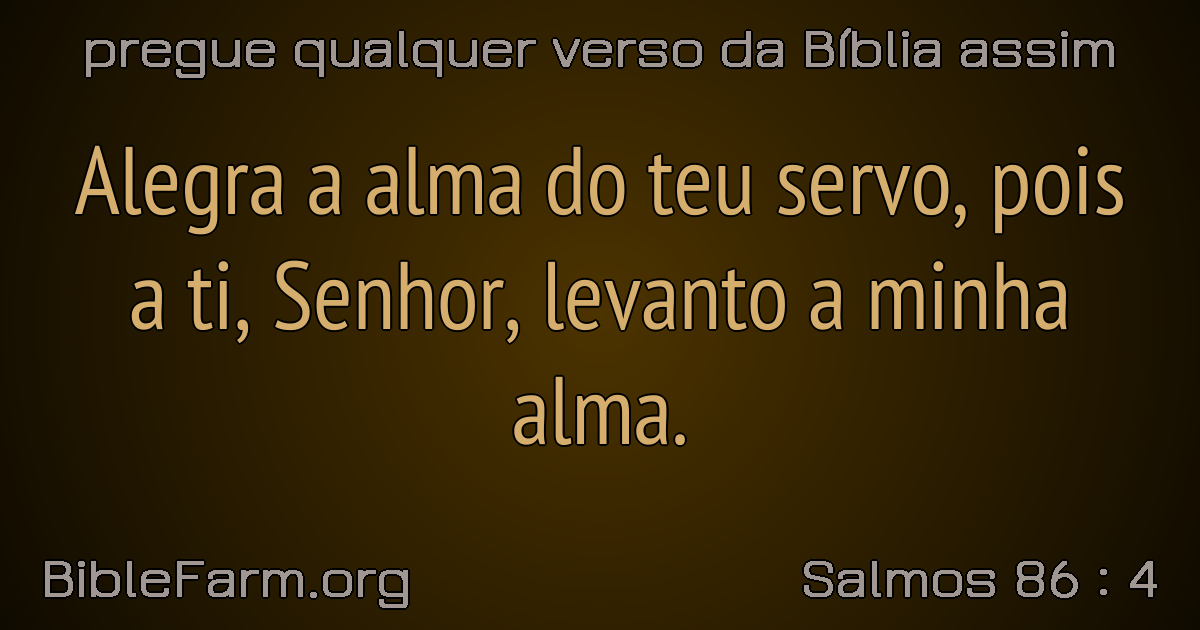 pregue qualquer verso da Bíblia assim
Alegra a alma do teu servo, pois
a ti, Senhor, levanto a minha
alma.
BibleFarm.org
Salmos 86 : 4